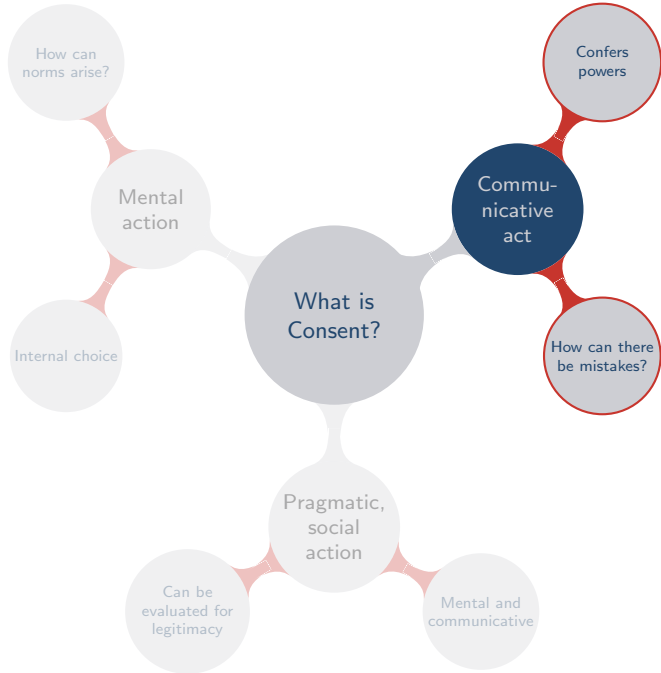 How can
norms arise?
Confers
powers
Mental
action
Commu-
nicative
act
What is
Consent?
Internal choice
How can there
be mistakes?
Pragmatic,
social
action
Can be
evaluated for
legitimacy
Mental and
communicative